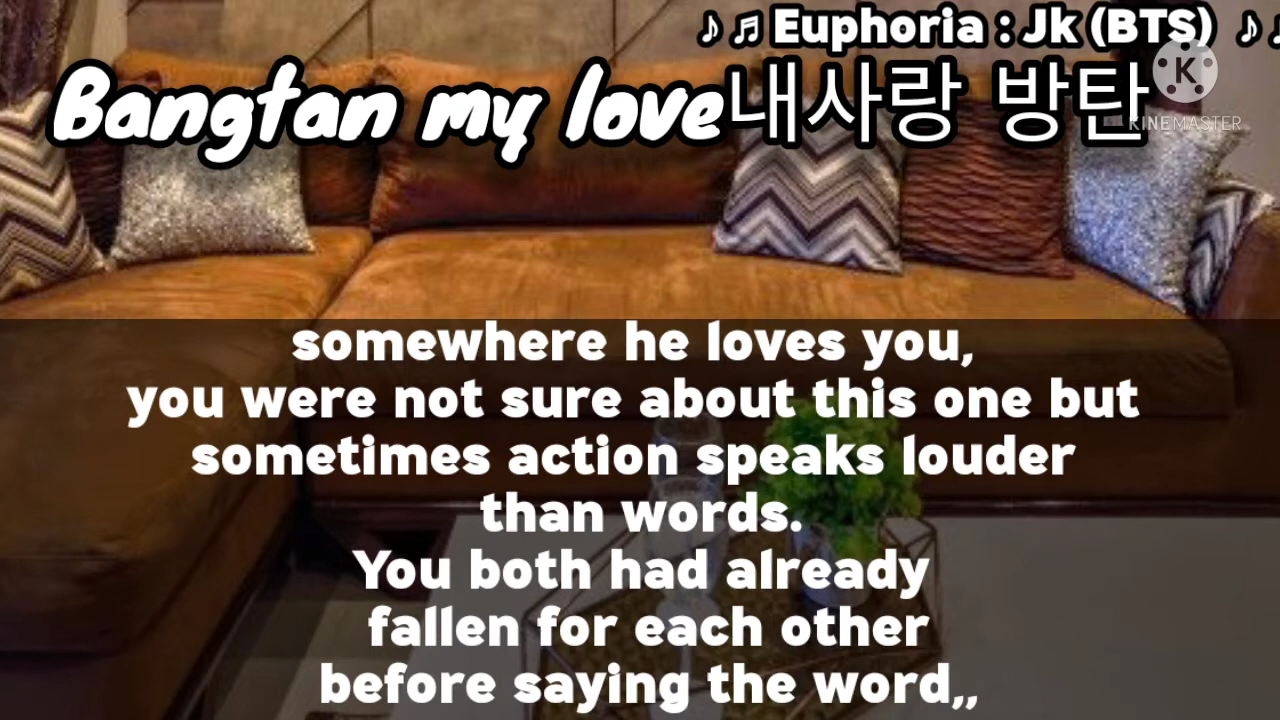 ♪ ♬ Euphoria : Jk (BTS) ♪
Bangtan my love내사랑 방탄
K
KINEMASTER
somewhere he loves you,
you were not sure about this one but
sometimes action speaks louder
than words.
You both had already
fallen for each other
before saying the word,,